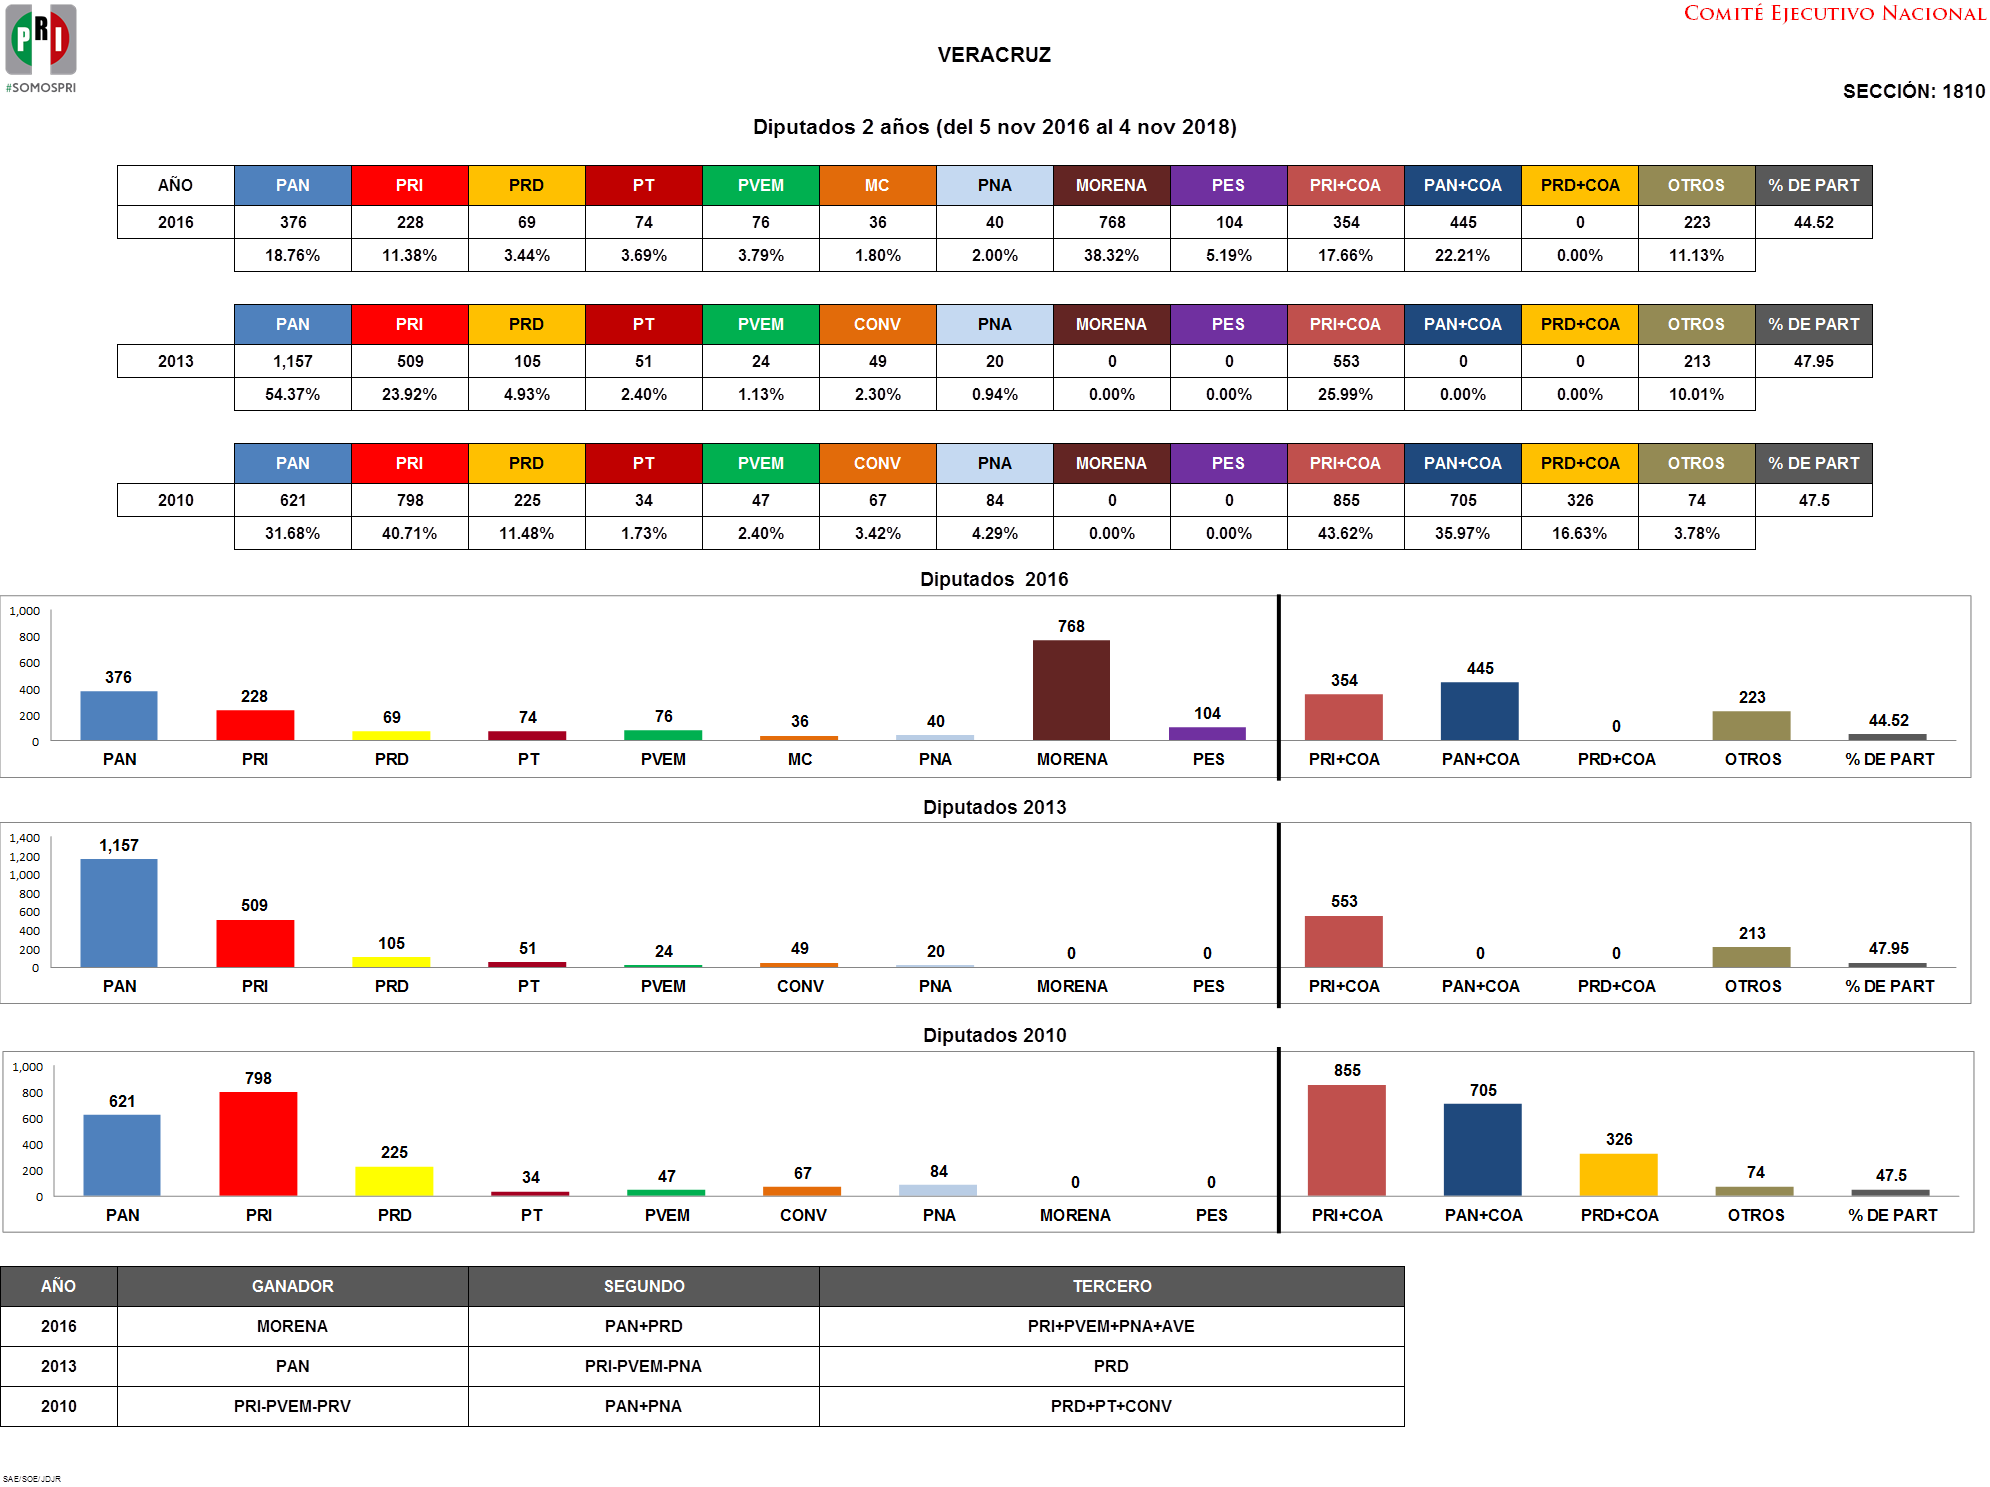 PRI
#SOMOSPRI
COMITÉ EJECUTIVO NACIONAL
VERACRUZ
SECCIÓN: 1810
Diputados 2 años (del 5 nov 2016 al 4 nov 2018)
AÑO PAN PRI PRD PT PVEM MC PNA MORENA PES PRI+COA PAN+COA PRD+COA OTROS % DE PART
2016 376 228 69 74 76 36 40 768 104 354 445 0 223 44.52
18.76% 11.38% 3.44% 3.69% 3.79% 1.80% 2.00% 38.32% 5.19% 17.66% 22.21% 0.00% 11.13%
PAN PRI PRD PT PVEM CONV PNA MORENA PES PRI+COA PAN+COA PRD+COA OTROS % DE PART
2013 1,157 509 105 51 24 49 20 0 0 553 0 0 213 47.95
54.37% 23.92% 4.93% 2.40% 1.13% 2.30% 0.94% 0.00% 0.00% 25.99% 0.00% 0.00% 10.01%
PAN PRI PRD PT PVEM CONV PNA MORENA PES PRI+COA PAN+COA PRD+COA OTROS % DE PART
2010 621 798 225 34 47 67 84 0 0 855 705 326 74 47.5
31.68% 40.71% 11.48% 1.73% 2.40% 3.42% 4.29% 0.00% 0.00% 43.62% 35.97% 16.63% 3.78%
Diputados 2016
1,000
800
600
400
200
0
376 228 69 74 76 36 40 768 104 354 445 0 223 44.52
PAN PRI PRD PT PVEM MC PNA MORENA PES PRI+COA PAN+COA PRD+COA OTROS % DE PART
Diputados 2013
1,400
1,200
1,000
800
600
400
200
0
1,157 509 105 51 24 49 20 0 0 553 0 0 213 47.95
PAN PRI PRD PT PVEM CONV PNA MORENA PES PRI+COA PAN+COA PRD+COA OTROS % DE PART
Diputados 2010
1,000
800
600
400
200
0
621 798 225 34 47 67 84 0 0 855 705 326 74 47.5
PAN PRI PRD PT PVEM CONV PNA MORENA PES PRI+COA PAN+COA PRD+COA OTROS % DE PART
AÑO GANADOR SEGUNDO TERCERO
2016 MORENA PAN+PRD PRI+PVEM+PNA+AVE
2013 PAN PRI-PVEM-PNA PRD
2010 PRI-PVEM-PRV PAN+PNA PRD+PT+CONV
SAE/SOE/JDJR